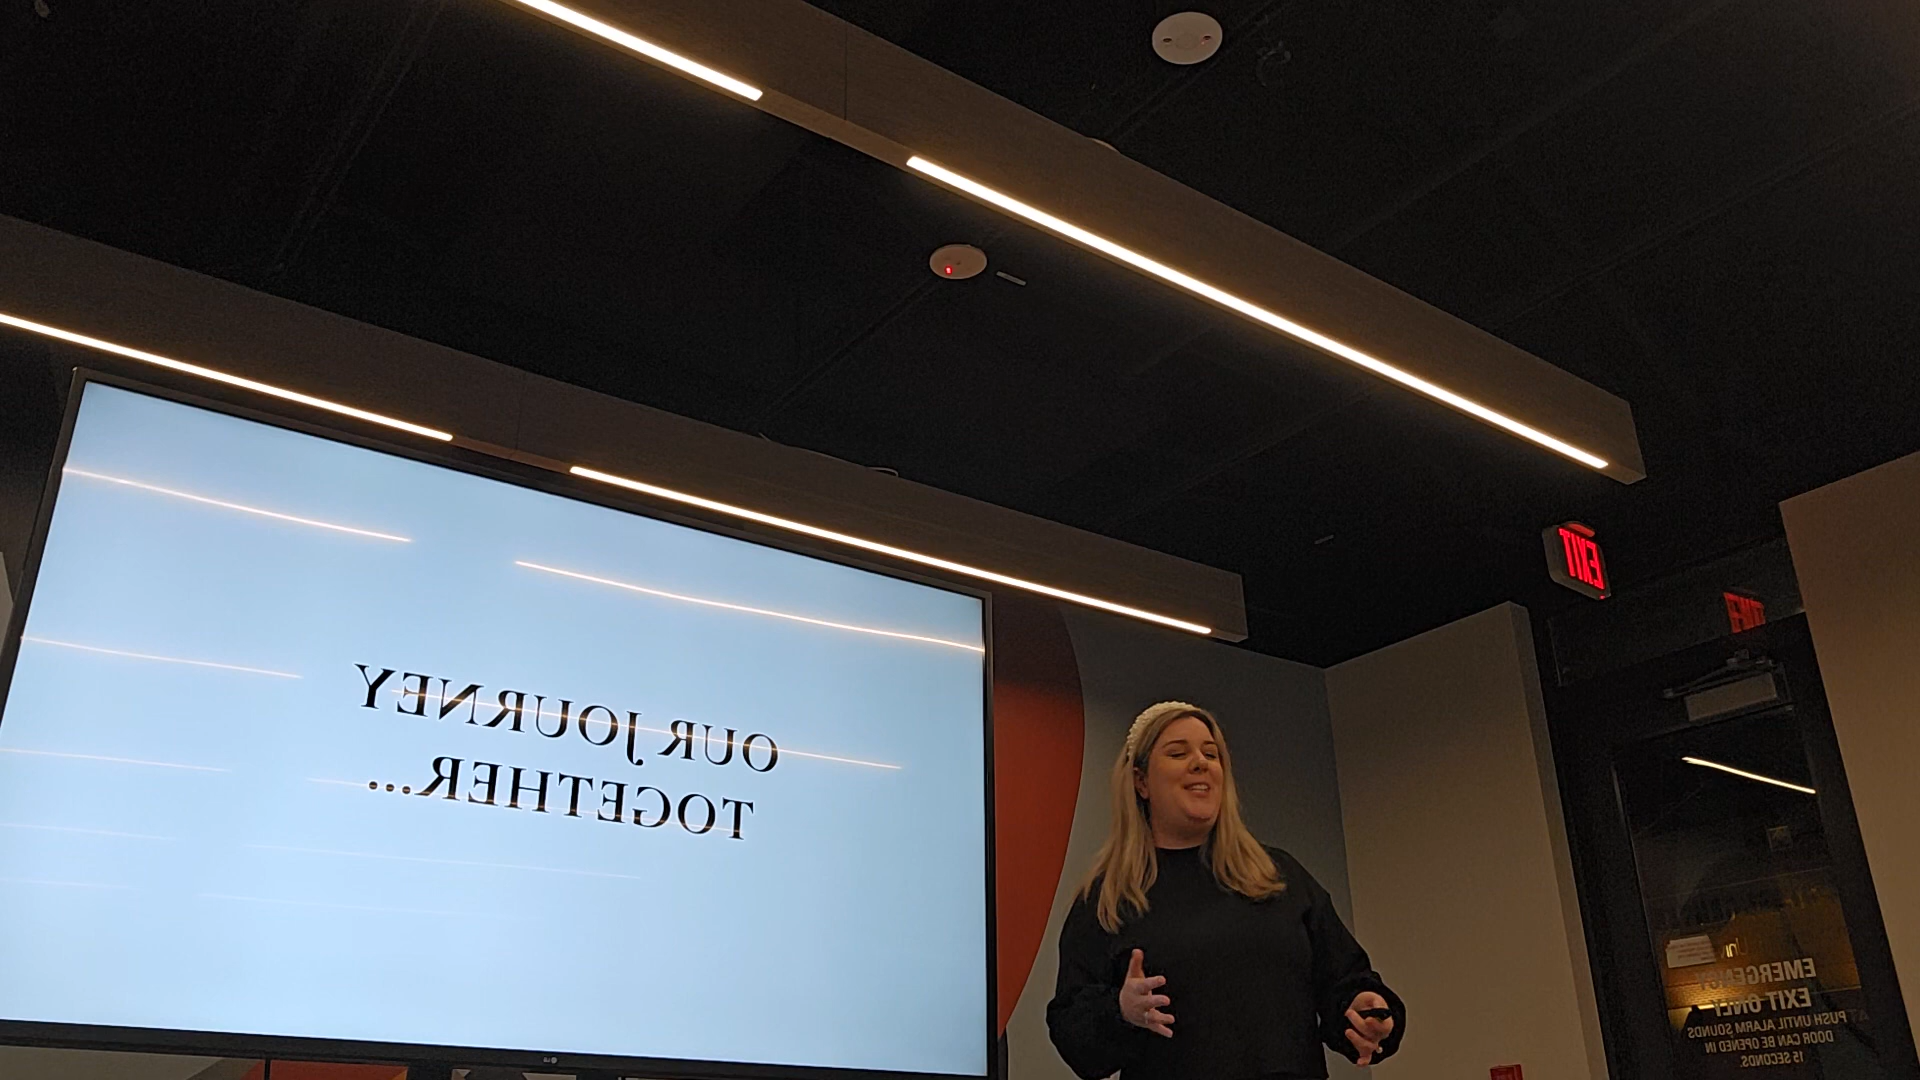 OUR JOURNEY
TOGETHER...
EXIT
EXIT
LG
EMERGENCY
EXIT ONLY
PUSH UNTIL ALARM SOUNDS
DOOR CAN BE OPENED IN
15 SECONDS.